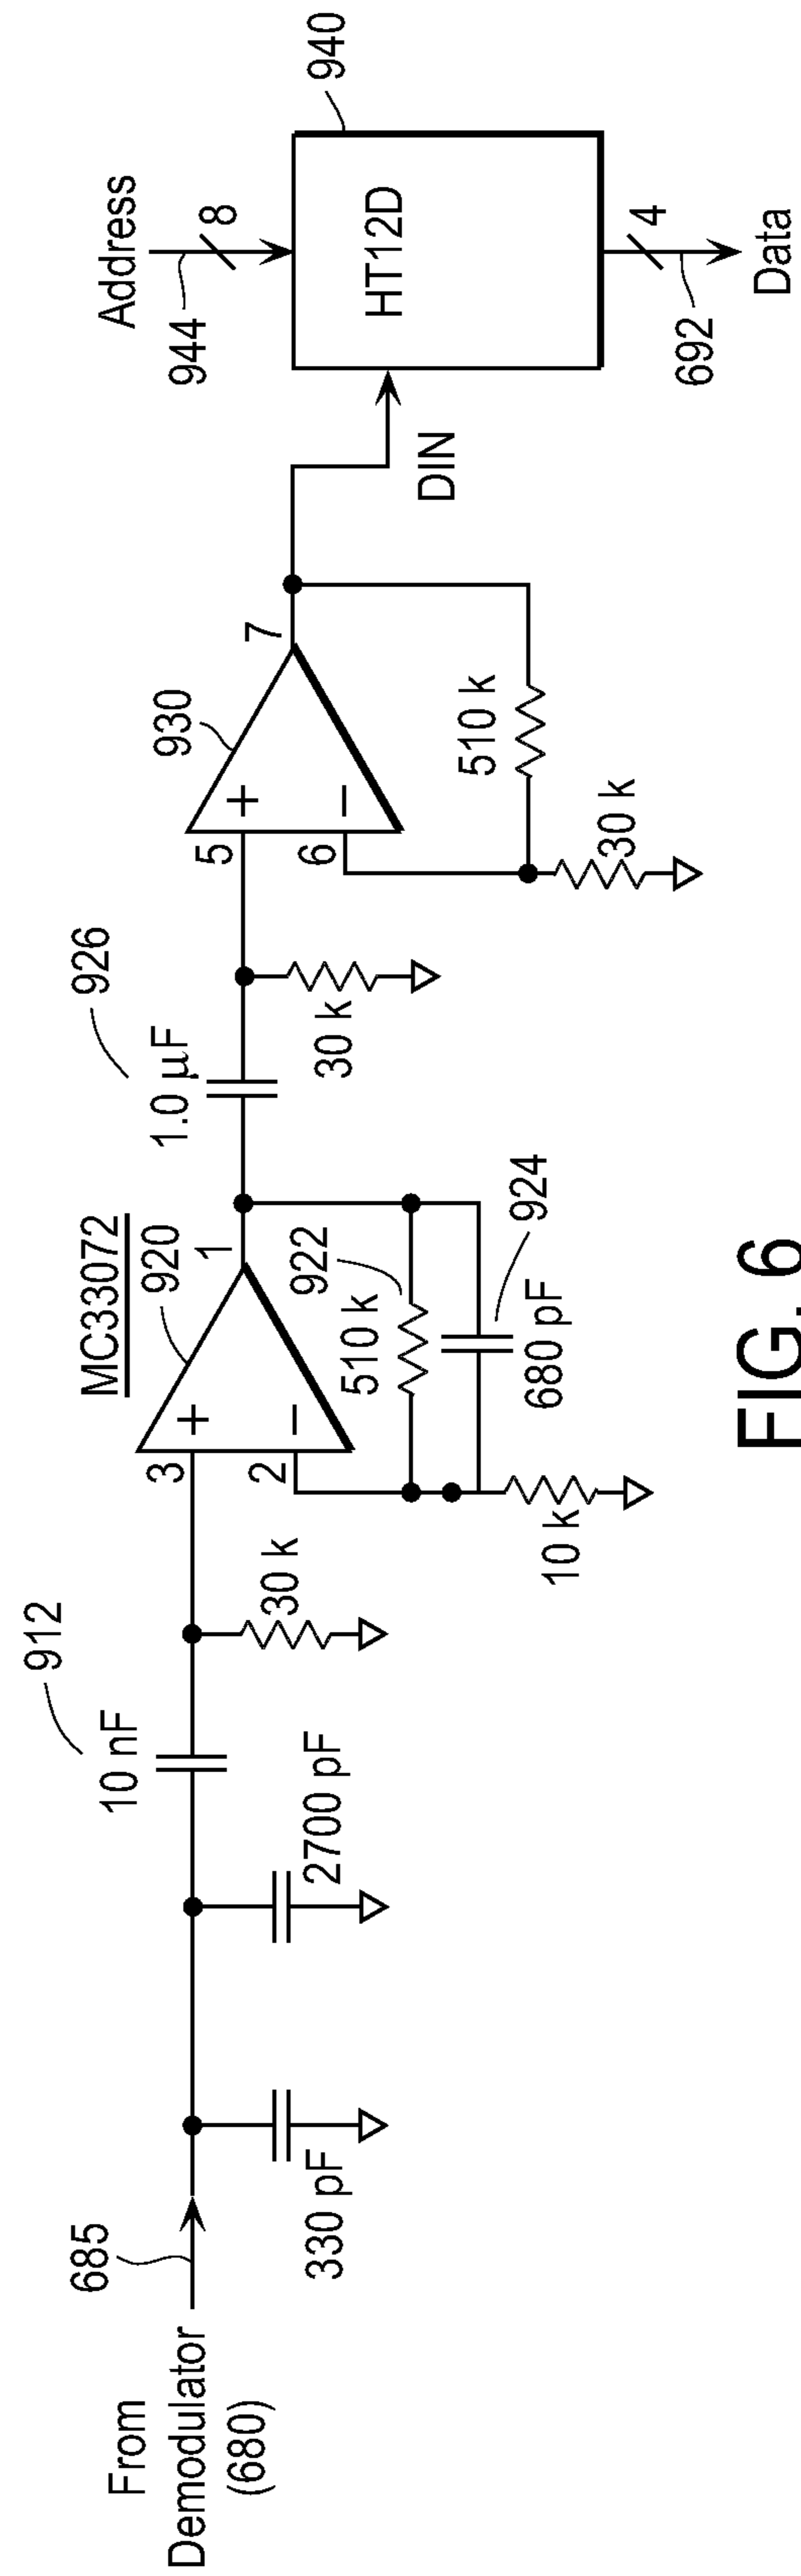 From
Demodulator
(680)
685
330 pF
2700 pF
10 nF
912
30 k
3
2
MC33072
920
1
922
510 k
924
680 pF
10 k
1.0 µF
926
30 k
5
6
930
7
510 k
30 k
DIN
Address
944
8
HT12D
940
4
692
Data
FIG. 6